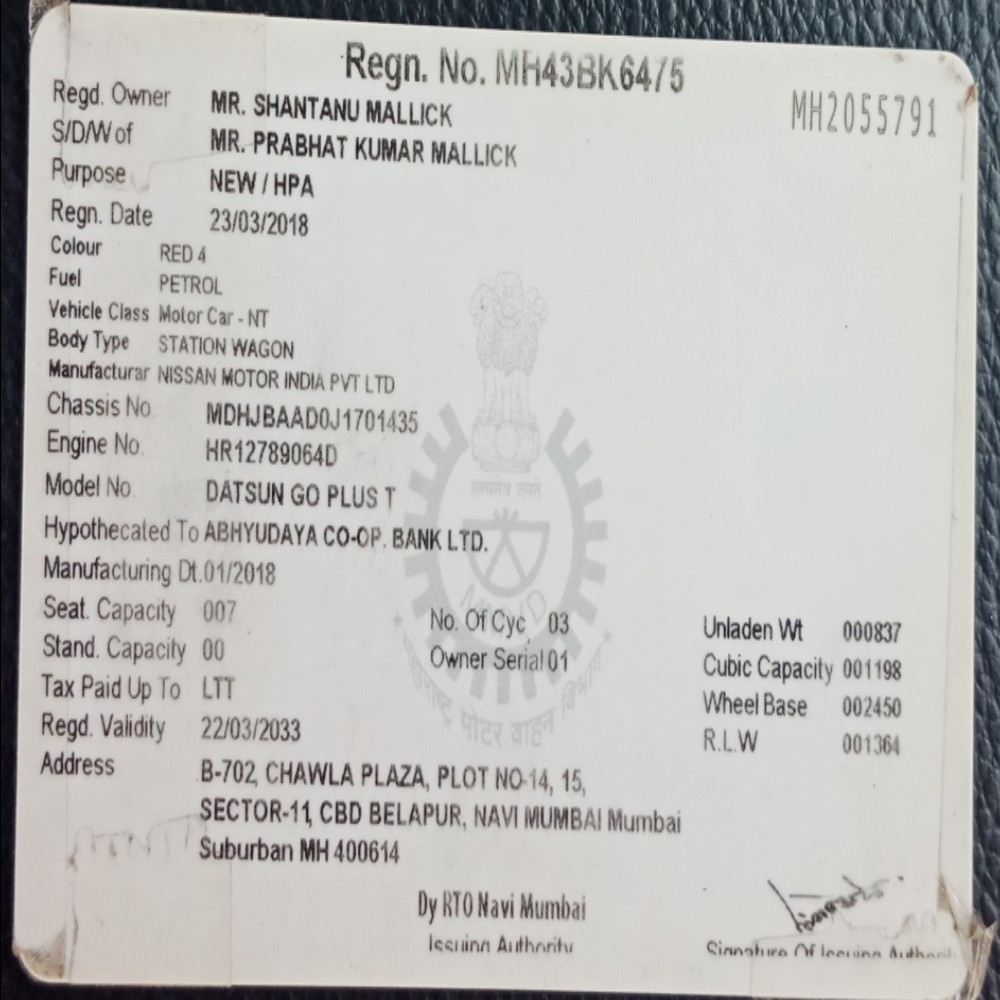 Regn. No. MH43BK6475
MH2055791
Regd. Owner MR. SHANTANU MALLICK
S/D/W of MR. PRABHAT KUMAR MALLICK
Purpose NEW / HPA
Regn. Date 23/03/2018
Colour RED 4
Fuel PETROL
Vehicle Class Motor Car - NT
Body Type STATION WAGON
Manufacturar NISSAN MOTOR INDIA PVT LTD
Chassis No. MDHJBAAD0J1701435
Engine No. HR12789064D
Model No. DATSUN GO PLUS T
सत्यमेव जयते
Hypothecated To ABHYUDAYA CO-OP. BANK LTD.
Manufacturing Dt.01/2018
Seat. Capacity 007 No. Of Cyc 03 Unladen Wt 000837
Stand. Capacity 00 Owner Serial 01 Cubic Capacity 001198
Tax Paid Up To LTT Wheel Base 002450
Regd. Validity 22/03/2033 R.L.W 001364
मोटर वाहन
Address B-702, CHAWLA PLAZA, PLOT NO-14, 15,
SECTOR-11, CBD BELAPUR, NAVI MUMBAI Mumbai
Suburban MH 400614
Dy RTO Navi Mumbai
Issuing Authority Signature Of Issuing Authority